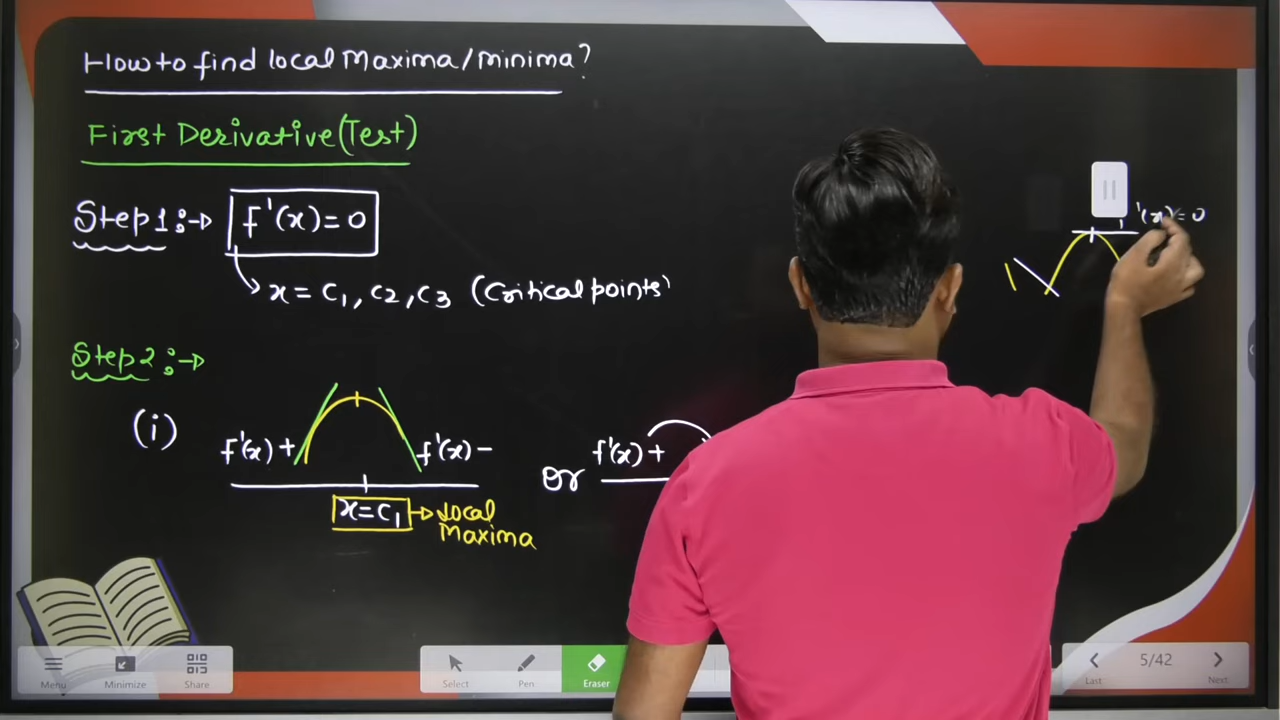 How to find local Maxima/minima?
First Derivative (Test)
Step 1 :→ f'(x) = 0
x = C1, C2, C3 (Critical points)
Step 2 :→
(i)
f'(x) +
f'(x) −
x = C1 → Local Maxima
or
f'(x) +
'(x) = 0
Menu
Minimize
Share
Select
Pen
Eraser
Last
5/42
Next